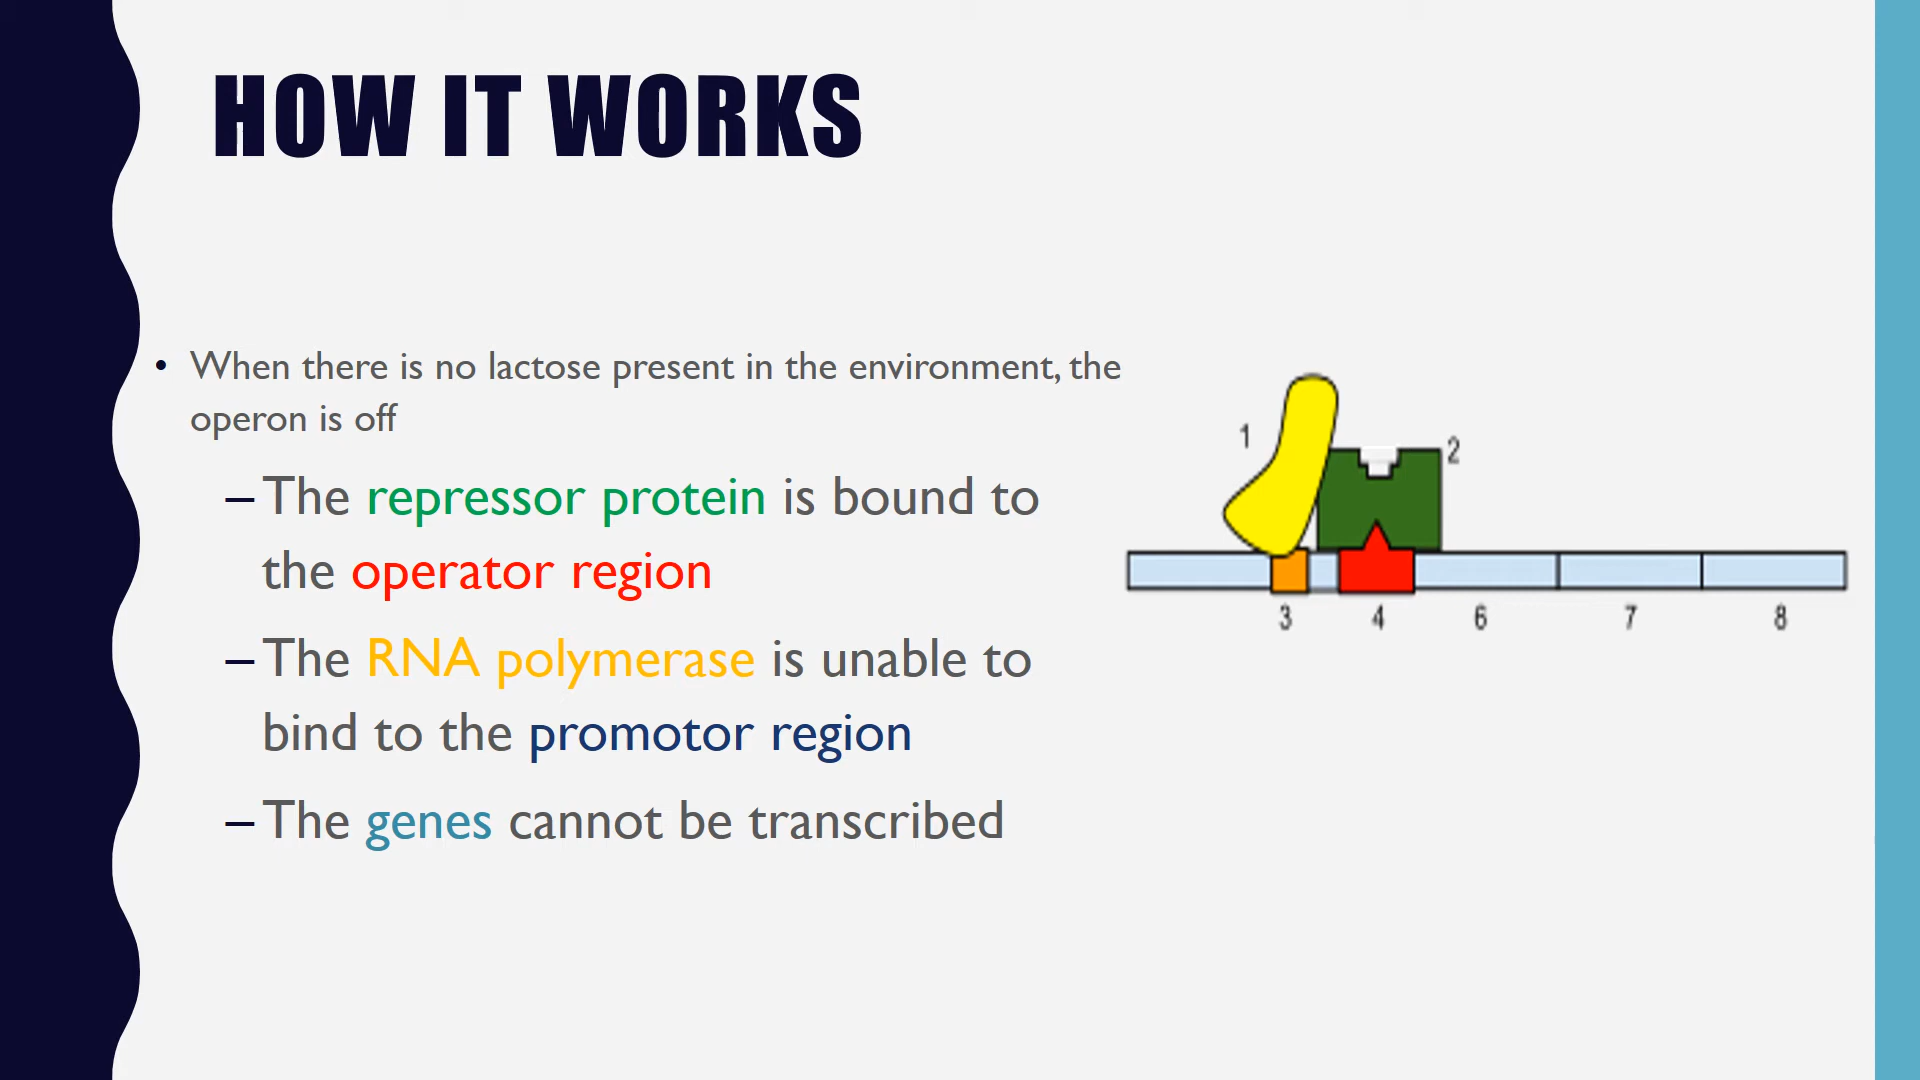 HOW IT WORKS
• When there is no lactose present in the environment, the
operon is off
– The repressor protein is bound to
the operator region
– The RNA polymerase is unable to
bind to the promotor region
– The genes cannot be transcribed
1
2
3 4 6 7 8